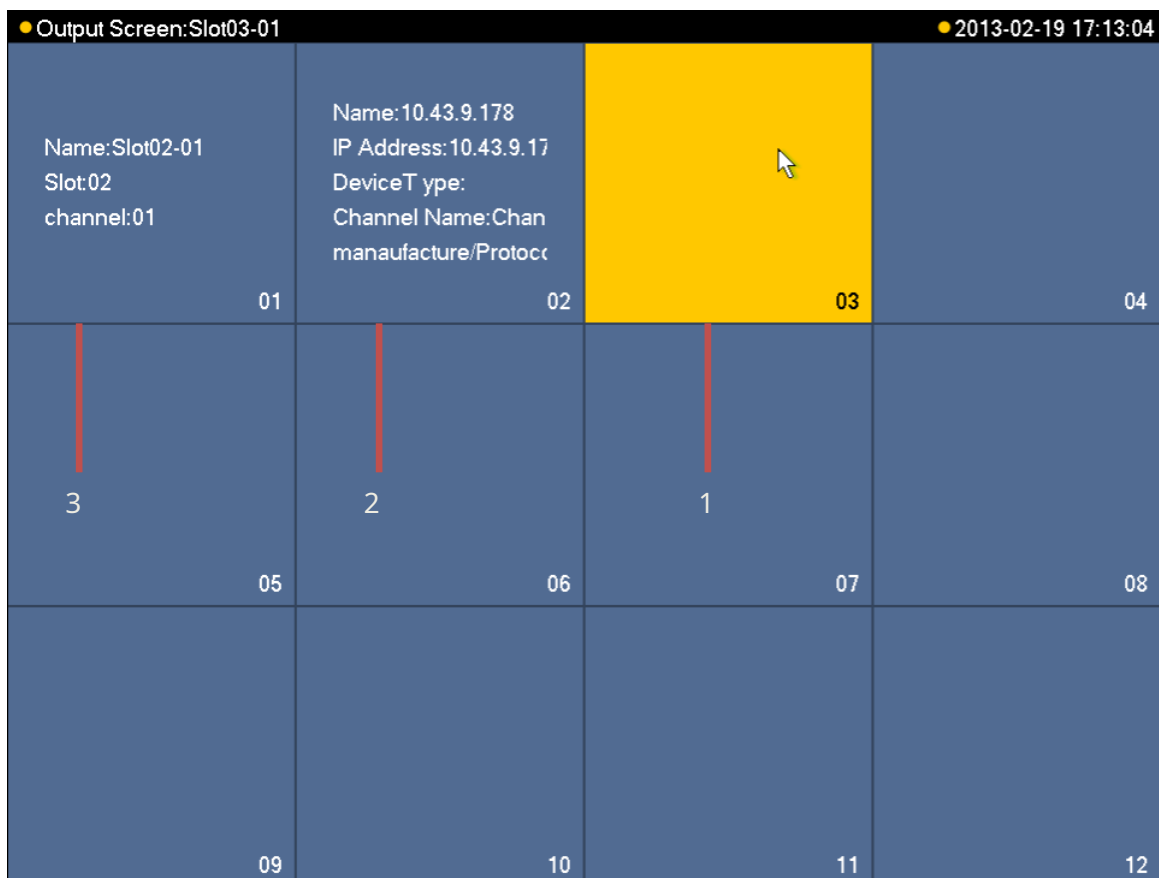 Output Screen:Slot03-01 2013-02-19 17:13:04
Name:Slot02-01
Slot:02
channel:01
01
Name:10.43.9.178
IP Address:10.43.9.17
DeviceT ype:
Channel Name:Chan
manaufacture/Protoco
02
03
04
3
05
2
06
1
07
08
09
10
11
12